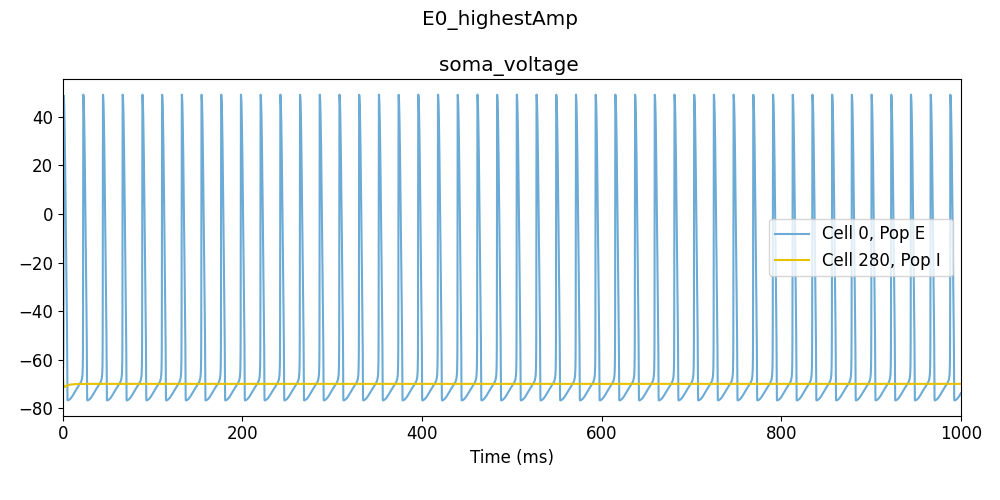 E0_highestAmp
soma_voltage
40
20
0
−20
−40
−60
−80
Cell 0, Pop E
Cell 280, Pop I
0 200 400 600 800 1000
Time (ms)